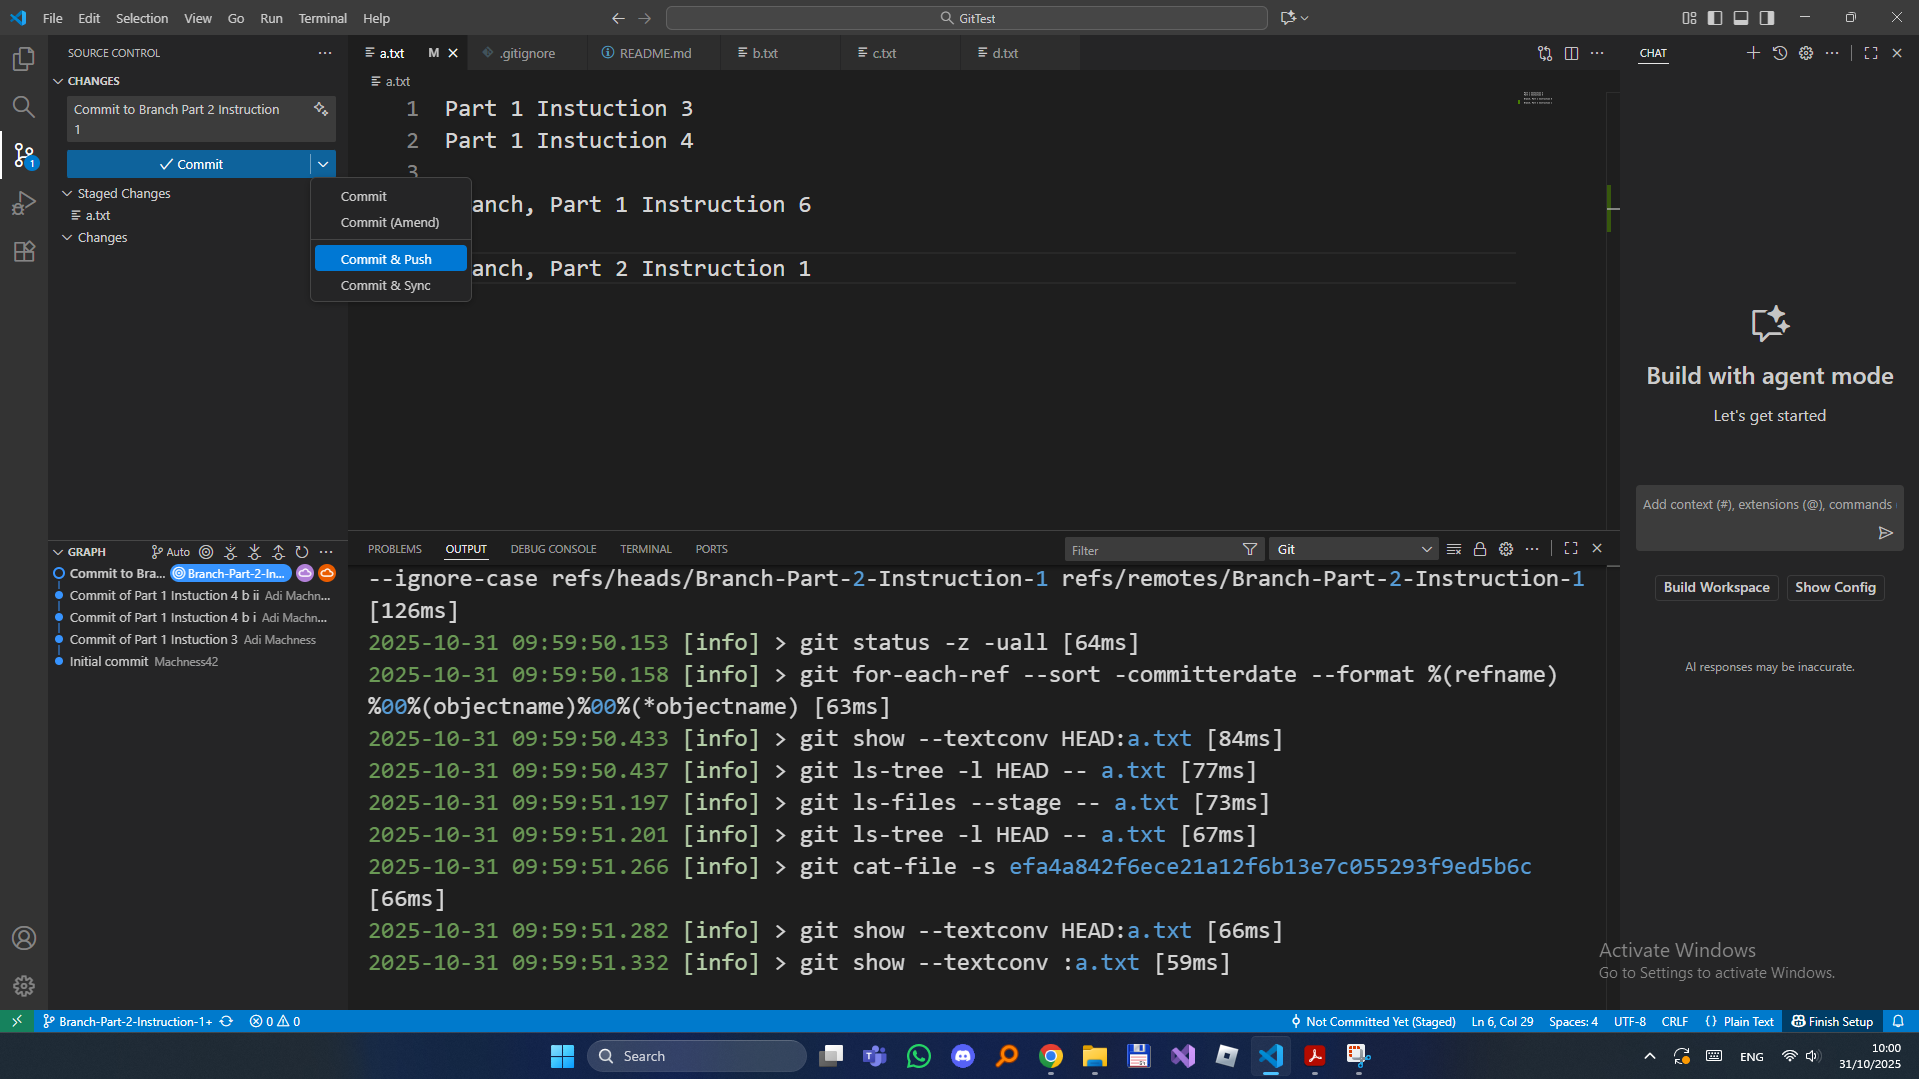 File Edit Selection View Go Run Terminal Help
GitTest
SOURCE CONTROL
CHANGES
Commit to Branch Part 2 Instruction
1
Commit
Staged Changes
a.txt
Changes
Commit
Commit (Amend)
Commit & Push
Commit & Sync
1
a.txt M
.gitignore
README.md
b.txt
c.txt
d.txt
a.txt
1 Part 1 Instuction 3
2 Part 1 Instuction 4
3
anch, Part 1 Instruction 6
anch, Part 2 Instruction 1
CHAT
Build with agent mode
Let's get started
Add context (#), extensions (@), commands
Build Workspace Show Config
AI responses may be inaccurate.
GRAPH Auto
Commit to Bra... Branch-Part-2-In...
Commit of Part 1 Instuction 4 b ii Adi Machn...
Commit of Part 1 Instuction 4 b i Adi Machn...
Commit of Part 1 Instuction 3 Adi Machness
Initial commit Machness42
PROBLEMS OUTPUT DEBUG CONSOLE TERMINAL PORTS
Filter
Git
--ignore-case refs/heads/Branch-Part-2-Instruction-1 refs/remotes/Branch-Part-2-Instruction-1
[126ms]
2025-10-31 09:59:50.153 [info] > git status -z -uall [64ms]
2025-10-31 09:59:50.158 [info] > git for-each-ref --sort -committerdate --format %(refname)
%00%(objectname)%00%(*objectname) [63ms]
2025-10-31 09:59:50.433 [info] > git show --textconv HEAD:a.txt [84ms]
2025-10-31 09:59:50.437 [info] > git ls-tree -l HEAD -- a.txt [77ms]
2025-10-31 09:59:51.197 [info] > git ls-files --stage -- a.txt [73ms]
2025-10-31 09:59:51.201 [info] > git ls-tree -l HEAD -- a.txt [67ms]
2025-10-31 09:59:51.266 [info] > git cat-file -s efa4a842f6ece21a12f6b13e7c055293f9ed5b6c
[66ms]
2025-10-31 09:59:51.282 [info] > git show --textconv HEAD:a.txt [66ms]
2025-10-31 09:59:51.332 [info] > git show --textconv :a.txt [59ms]
Activate Windows
Go to Settings to activate Windows.
Branch-Part-2-Instruction-1+ 0 0
Not Committed Yet (Staged) Ln 6, Col 29 Spaces: 4 UTF-8 CRLF {} Plain Text Finish Setup
Search
ENG
10:00
31/10/2025